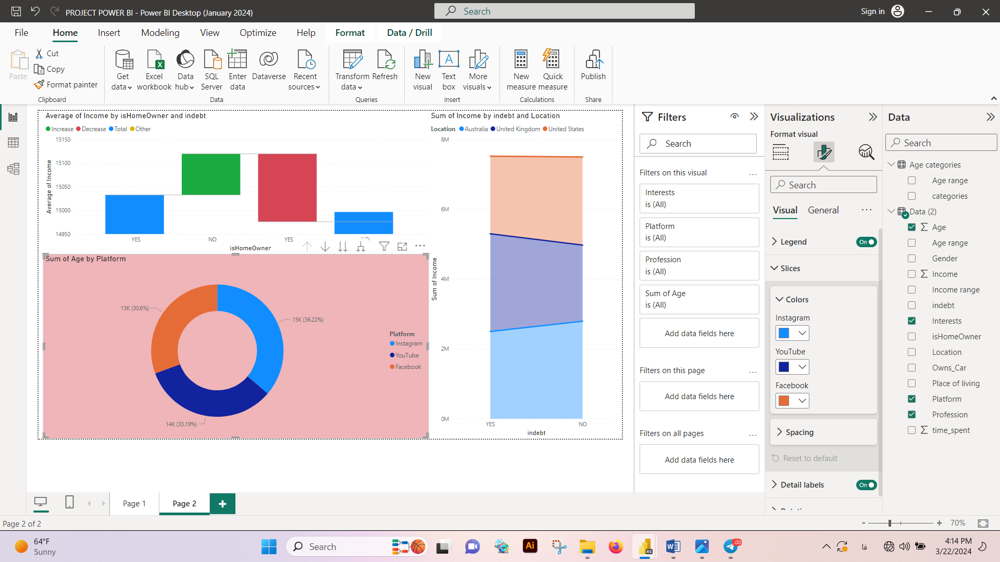 PROJECT POWER BI - Power BI Desktop (January 2024)
Search
Sign in
File
Home
Insert
Modeling
View
Optimize
Help
Format
Data / Drill
Paste
Cut
Copy
Format painter
Clipboard
Get data
Excel workbook
Data hub
SQL Server
Enter data
Dataverse
Recent sources
Data
Transform data
Refresh
Queries
New visual
Text box
More visuals
Insert
New measure
Quick measure
Calculations
Publish
Share
Average of Income by isHomeOwner and indebt
Increase Decrease Total Other
Average of Income
15150
15100
15050
15000
14950
YES
NO
YES
isHomeOwner
Sum of Age by Platform
13K (30.6%)
15K (36.22%)
14K (33.19%)
Platform
Instagram
YouTube
Facebook
Sum of Income by indebt and Location
Location Australia United Kingdom United States
Sum of Income
8M
6M
4M
2M
0M
YES
NO
indebt
Filters
Search
Filters on this visual
...
Interests
is (All)
Platform
is (All)
Profession
is (All)
Sum of Age
is (All)
Add data fields here
Filters on this page
...
Add data fields here
Filters on all pages
...
Add data fields here
Visualizations
Format visual
Search
Visual
General
...
Legend
On
Slices
Colors
Instagram
YouTube
Facebook
Spacing
Reset to default
Detail labels
On
Data
Search
Age categories
Age range
categories
Data (2)
Age
Age range
Gender
Income
Income range
indebt
Interests
isHomeOwner
Location
Owns_Car
Place of living
Platform
Profession
time_spent
Page 1
Page 2
Page 2 of 2
- + 70%
64°F
Sunny
Search
Ai
RS
W
.00
فا
4:14 PM
3/22/2024